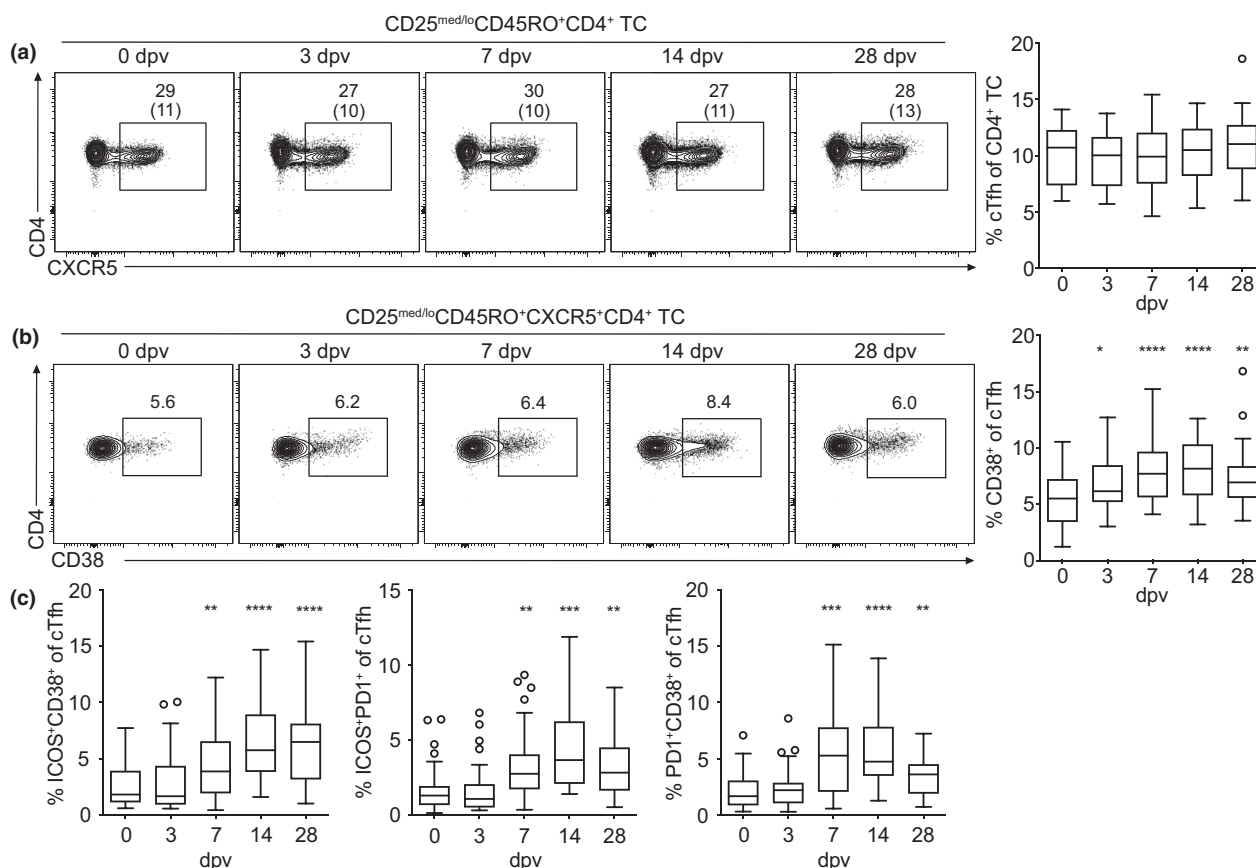 CD25med/loCD45RO+CD4+ TC
(a)
0 dpv 3 dpv 7 dpv 14 dpv 28 dpv
29 27 30 27 28
(11) (10) (10) (11) (13)
CD4
CXCR5
% cTfh of CD4+ TC
20
15
10
5
0
0 3 7 14 28
dpv
CD25med/loCD45RO+CXCR5+CD4+ TC
(b)
0 dpv 3 dpv 7 dpv 14 dpv 28 dpv
5.6 6.2 6.4 8.4 6.0
CD4
CD38
% CD38+ of cTfh
20
15
10
5
0
* **** **** **
0 3 7 14 28
dpv
(c)
% ICOS+CD38+ of cTfh
20
15
10
5
0
** **** ****
0 3 7 14 28
dpv
% ICOS+PD1+ of cTfh
15
10
5
0
** *** **
0 3 7 14 28
dpv
% PD1+CD38+ of cTfh
20
15
10
5
0
*** **** **
0 3 7 14 28
dpv